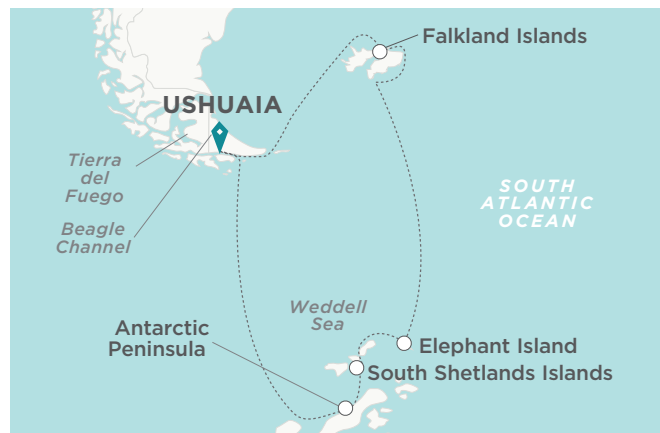 Falkland Islands
USHUAIA
Tierra
del
Fuego
SOUTH
ATLANTIC
OCEAN
Beagle
Channel
Weddell
Sea
Antarctic
Peninsula
Elephant Island
South Shetlands Islands